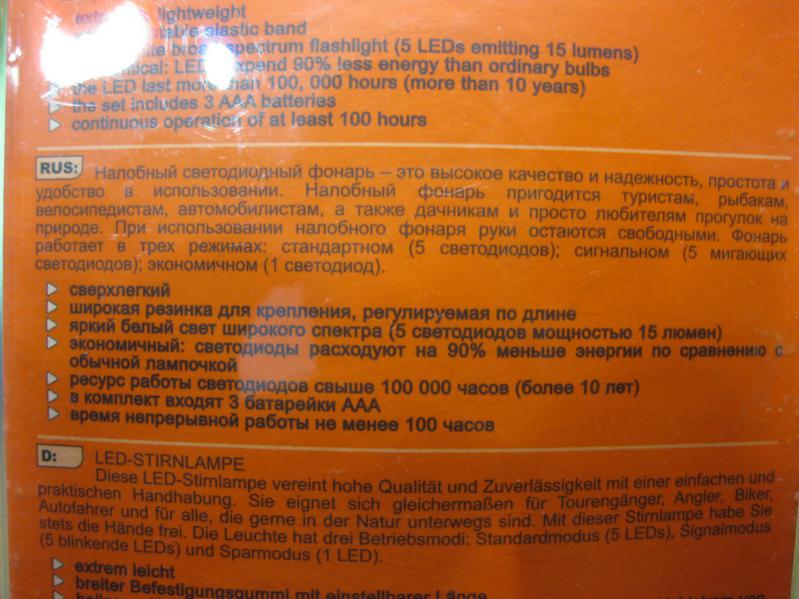 lightweight
elastic band
spectrum flashlight (5 LEDs emitting 15 lumens)
expend 90% less energy than ordinary bulbs
the LED last more than 100, 000 hours (more than 10 years)
the set includes 3 AAA batteries
continuous operation of at least 100 hours
RUS: Налобный светодиодный фонарь – это высокое качество и надежность, простота и
удобство в использовании. Налобный фонарь пригодится туристам, рыбакам,
велосипедистам, автомобилистам, а также дачникам и просто любителям прогулок на
природе. При использовании налобного фонаря руки остаются свободными. Фонарь
работает в трех режимах: стандартном (5 светодиодов); сигнальном (5 мигающих
светодиодов); экономичном (1 светодиод).
сверхлегкий
широкая резинка для крепления, регулируемая по длине
яркий белый свет широкого спектра (5 светодиодов мощностью 15 люмен)
экономичный: светодиоды расходуют на 90% меньше энергии по сравнению с
обычной лампочкой
ресурс работы светодиодов свыше 100 000 часов (более 10 лет)
в комплект входят 3 батарейки ААА
время непрерывной работы не менее 100 часов
D: LED-STIRNLAMPE
Diese LED-Stirnlampe vereint hohe Qualität und Zuverlässigkeit mit einer einfachen und
praktischen Handhabung. Sie eignet sich gleichermaßen für Tourengänger, Angler, Biker,
Autofahrer und für alle, die gerne in der Natur unterwegs sind. Mit dieser Stirnlampe habe Sie
stets die Hände frei. Die Leuchte hat drei Betriebsmodi: Standardmodus (5 LEDs), Signalmodus
(5 blinkende LEDs) und Sparmodus (1 LED).
extrem leicht
breiter Befestigungsgummi mit einstellbarer Länge